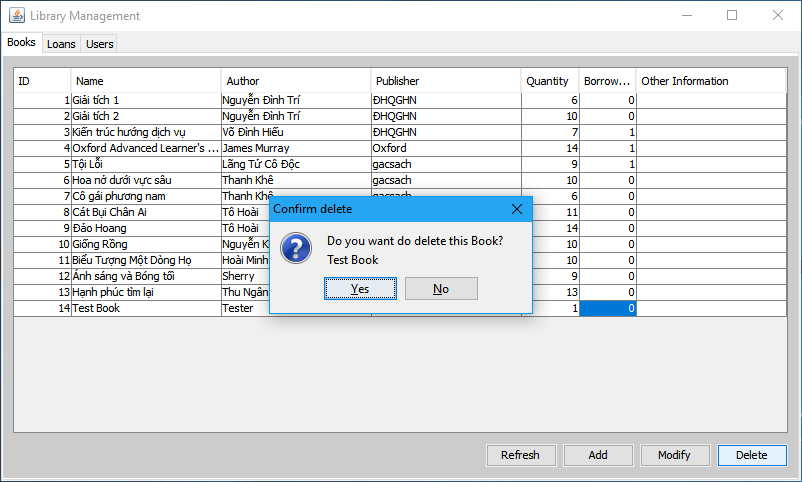 Library Management
Books Loans Users
ID Name Author Publisher Quantity Borrow... Other Information
1 Giải tích 1 Nguyễn Đình Trí ĐHQGHN 6 0
2 Giải tích 2 Nguyễn Đình Trí ĐHQGHN 10 0
3 Kiến trúc hướng dịch vụ Võ Đình Hiếu ĐHQGHN 7 1
4 Oxford Advanced Learner's ... James Murray Oxford 14 1
5 Tội Lỗi Lãng Tử Cô Độc gacsach 9 1
6 Hoa nở dưới vực sâu Thanh Khê gacsach 10 0
7 Cô gái phương nam Thanh Khê gacsach 6 0
8 Cát Bụi Chân Ai Tô Hoài 11 0
9 Đảo Hoang Tô Hoài 14 0
10 Giống Rồng Nguyễn 10 0
11 Biểu Tượng Một Dòng Họ Hoài Minh 10 0
12 Ánh sáng và Bóng tối Sherry 9 0
13 Hạnh phúc tìm lại Thu Ngân 13 0
14 Test Book Tester 1 0
Confirm delete
Do you want do delete this Book?
Test Book
Yes No
Refresh Add Modify Delete